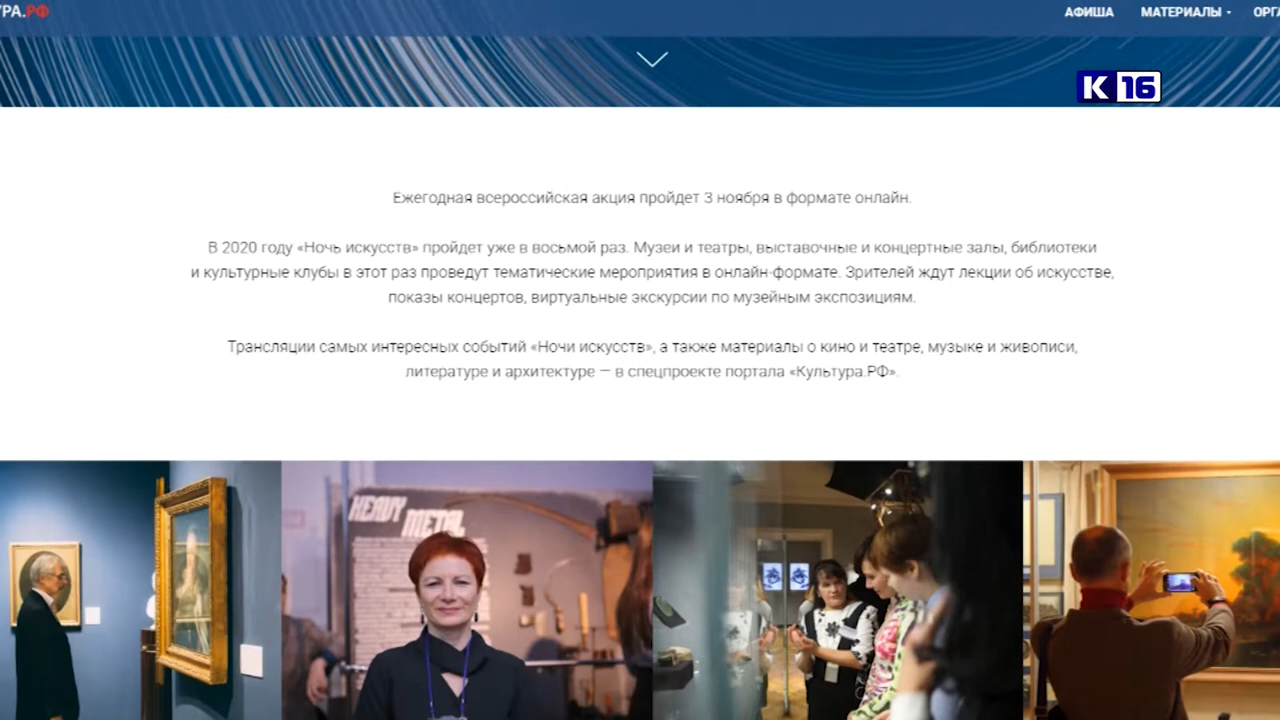 УРА.РФ
АФИША МАТЕРИАЛЫ ОРГА
К 16
Ежегодная всероссийская акция пройдет 3 ноября в формате онлайн.
В 2020 году «Ночь искусств» пройдет уже в восьмой раз. Музеи и театры, выставочные и концертные залы, библиотеки
и культурные клубы в этот раз проведут тематические мероприятия в онлайн-формате. Зрителей ждут лекции об искусстве,
показы концертов, виртуальные экскурсии по музейным экспозициям.
Трансляции самых интересных событий «Ночи искусств», а также материалы о кино и театре, музыке и живописи,
литературе и архитектуре — в спецпроекте портала «Культура.РФ».
HEAVY
METAL